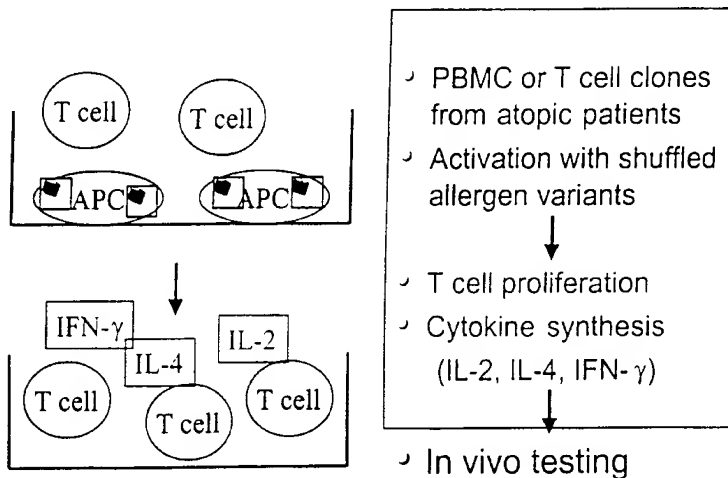 T cell
T cell
APC
APC
IFN-γ
IL-4
IL-2
T cell
T cell
T cell
PBMC or T cell clones
from atopic patients
Activation with shuffled
allergen variants
T cell proliferation
Cytokine synthesis
(IL-2, IL-4, IFN- γ)
In vivo testing